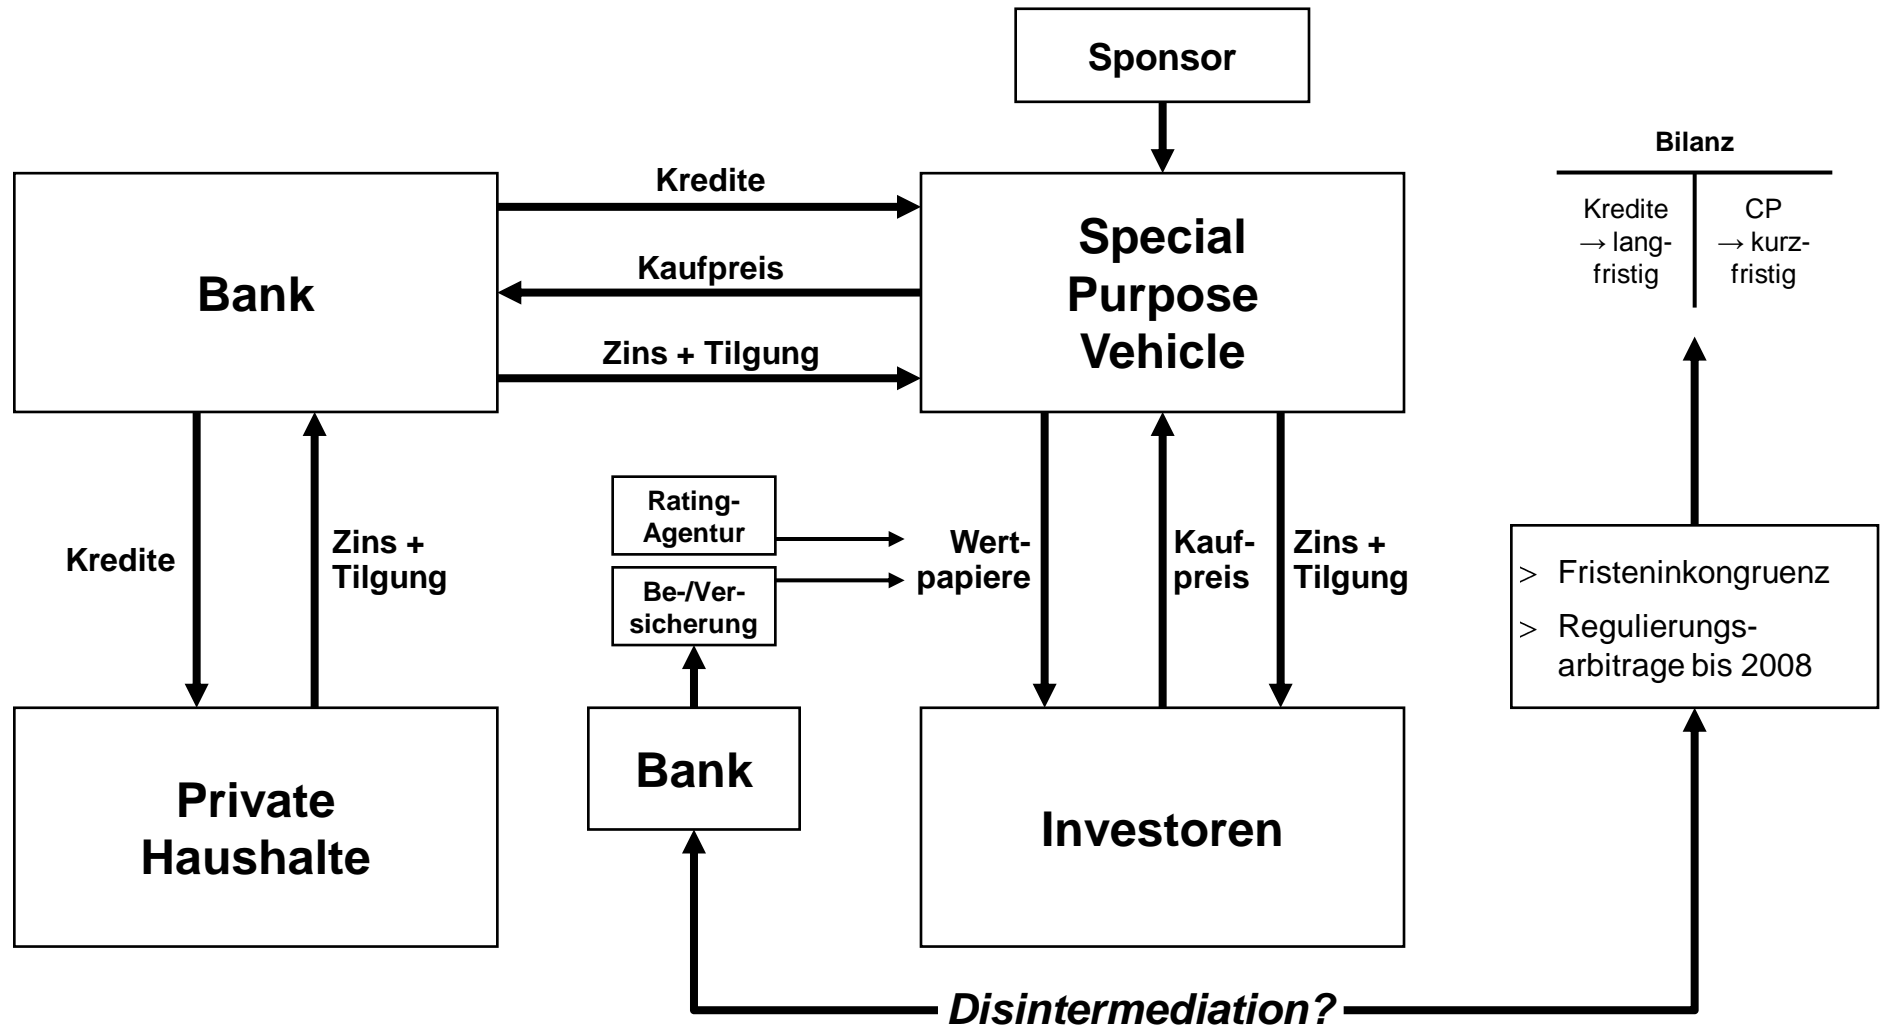 Sponsor
Bilanz
Kredite
→ lang-
fristig
CP
→ kurz-
fristig
Kredite
Kaufpreis
Zins + Tilgung
Bank
Special
Purpose
Vehicle
Kredite
Zins +
Tilgung
Rating-
Agentur
Be-/Ver-
sicherung
Wert-
papiere
Kauf-
preis
Zins +
Tilgung
> Fristeninkongruenz
> Regulierungs-
arbitrage bis 2008
Private
Haushalte
Bank
Investoren
Disintermediation?